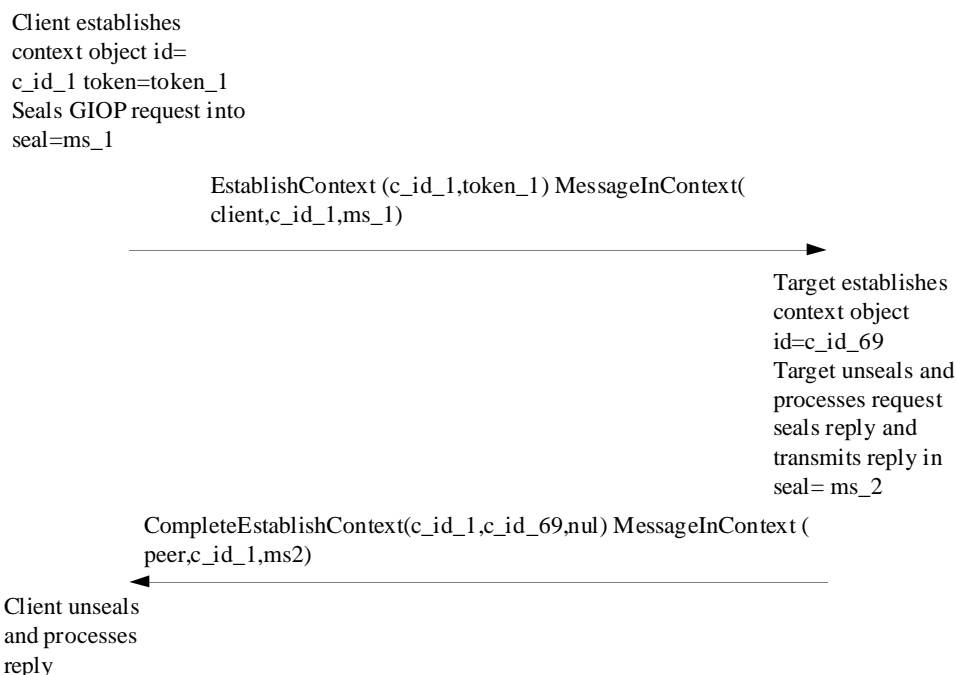 Client establishes
context object id=
c_id_1 token=token_1
Seals GIOP request into
seal=ms_1
EstablishContext (c_id_1,token_1) MessageInContext(
client,c_id_1,ms_1)
Target establishes
context object
id=c_id_69
Target unseals and
processes request
seals reply and
transmits reply in
seal= ms_2
CompleteEstablishContext(c_id_1,c_id_69,nul) MessageInContext (
peer,c_id_1,ms2)
Client unseals
and processes
reply